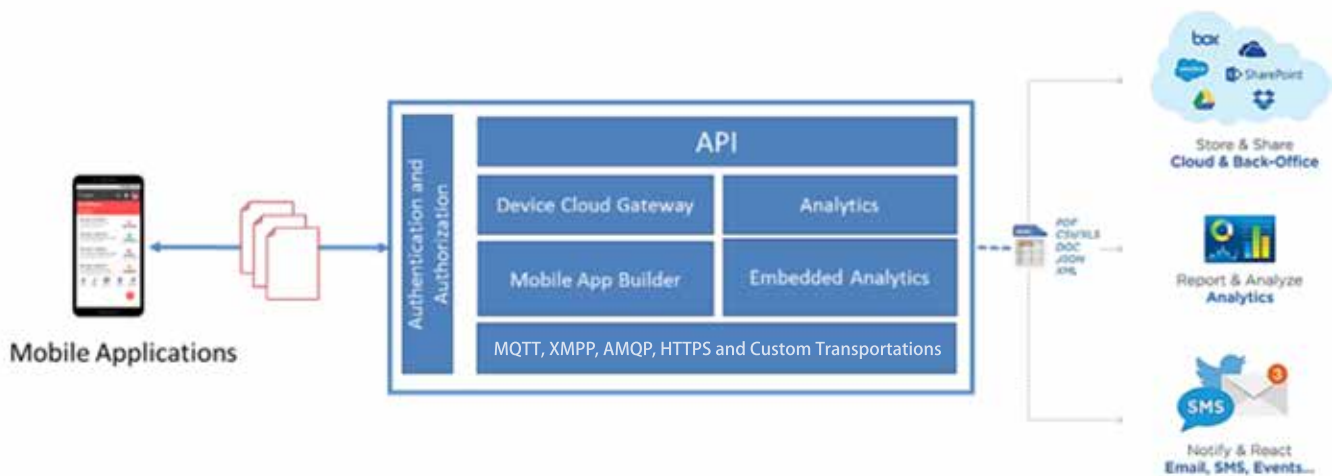 Mobile Applications
Authentication and
Authorization
API
Device Cloud Gateway
Analytics
Mobile App Builder
Embedded Analytics
MQTT, XMPP, AMQP, HTTPS and Custom Transportations
PDF
CSV/XLS
DOC
JSON
XML
box
SharePoint
Store & Share
Cloud & Back-Office
Report & Analyze
Analytics
3
SMS
Notify & React
Email, SMS, Events...